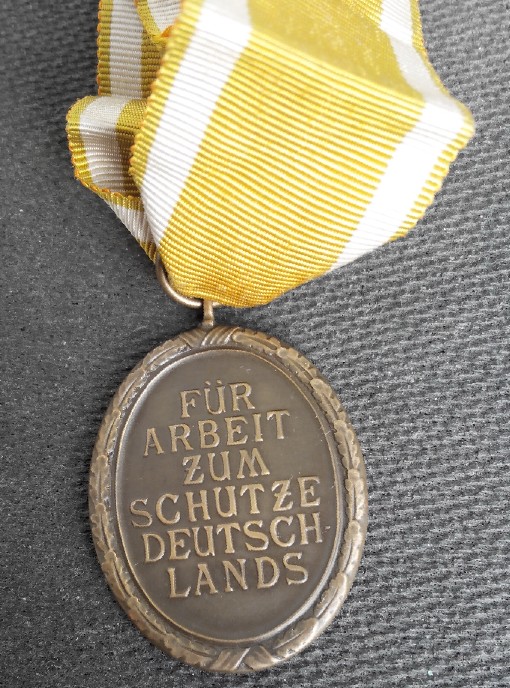 FÜR
ARBEIT
ZUM
SCHUTZE
DEUTSCH-
LANDS